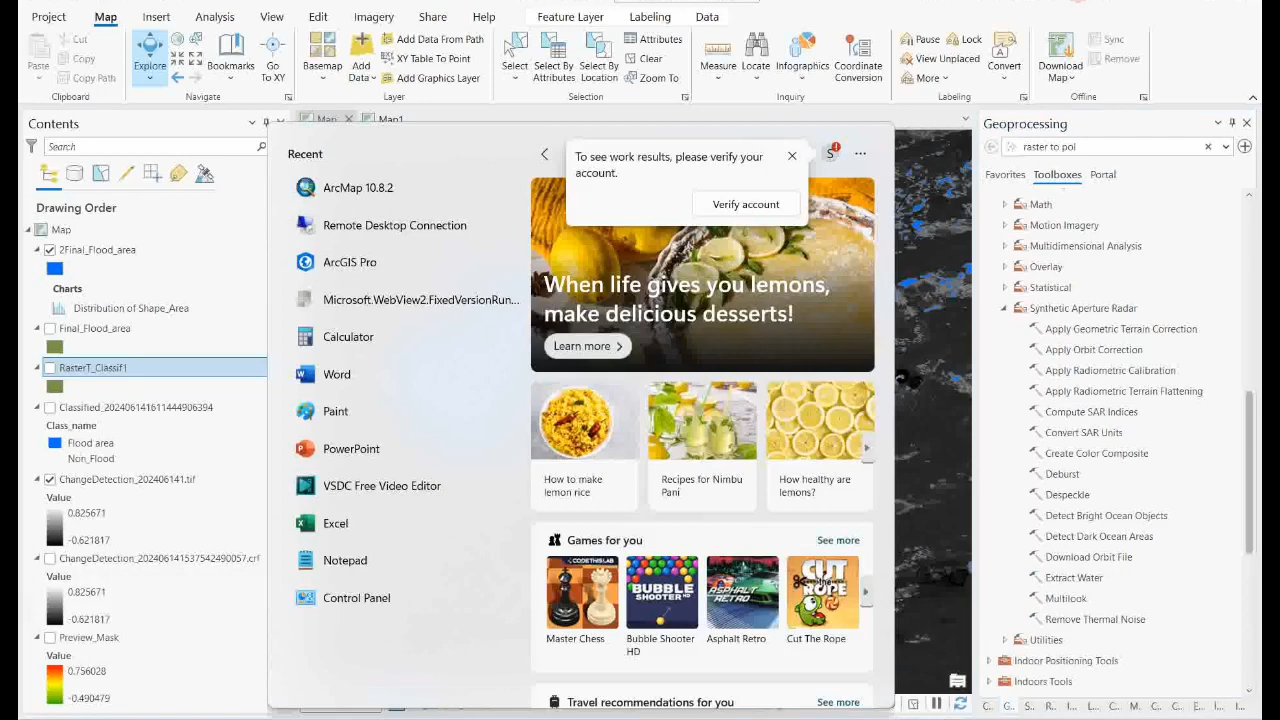 Project Map Insert Analysis View Edit Imagery Share Help Feature Layer Labeling Data
Cut
Copy
Copy Path
Paste
Clipboard
Explore
Bookmarks
Go
To XY
Navigate
Basemap
Add
Data
Add Data From Path
XY Table To Point
Add Graphics Layer
Layer
Select
Select By
Attributes
Select By
Location
Attributes
Clear
Zoom To
Selection
Measure
Locate
Infographics
Coordinate
Conversion
Inquiry
Pause
Lock
View Unplaced
More
Convert
Labeling
Download
Map
Sync
Remove
Offline
Contents
Search
Drawing Order
Map
2Final_Flood_area
Charts
Distribution of Shape_Area
Final_Flood_area
RasterT_Classif1
Classified_202406141611444906394
Class_name
Flood area
Non_Flood
ChangeDetection_202406141.tif
Value
0.825671
-0.621817
ChangeDetection_202406141537542490057.crf
Value
0.825671
-0.621817
Preview_Mask
Value
0.756028
-0.490479
Map
Map1
Recent
ArcMap 10.8.2
Remote Desktop Connection
ArcGIS Pro
Microsoft.WebView2.FixedVersionRun...
Calculator
Word
Paint
PowerPoint
VSDC Free Video Editor
Excel
Notepad
Control Panel
To see work results, please verify your
account.
Verify account
S
When life gives you lemons,
make delicious desserts!
Learn more
How to make
lemon rice
Recipes for Nimbu
Pani
How healthy are
lemons?
Games for you
See more
CODETHISLAB
BUBBLE
SHOOTER HD
ASPHALT
RETRO
CUT
THE
ROPE
Master Chess
Bubble Shooter
HD
Asphalt Retro
Cut The Rope
Travel recommendations for you
See more
Geoprocessing
raster to pol
Favorites Toolboxes Portal
Math
Motion Imagery
Multidimensional Analysis
Overlay
Statistical
Synthetic Aperture Radar
Apply Geometric Terrain Correction
Apply Orbit Correction
Apply Radiometric Calibration
Apply Radiometric Terrain Flattening
Compute SAR Indices
Convert SAR Units
Create Color Composite
Deburst
Despeckle
Detect Bright Ocean Objects
Detect Dark Ocean Areas
Download Orbit File
Extract Water
Multilook
Remove Thermal Noise
Utilities
Indoor Positioning Tools
Indoor Tools
C... G... S... R... I... L... C... M... C... E... I... I...